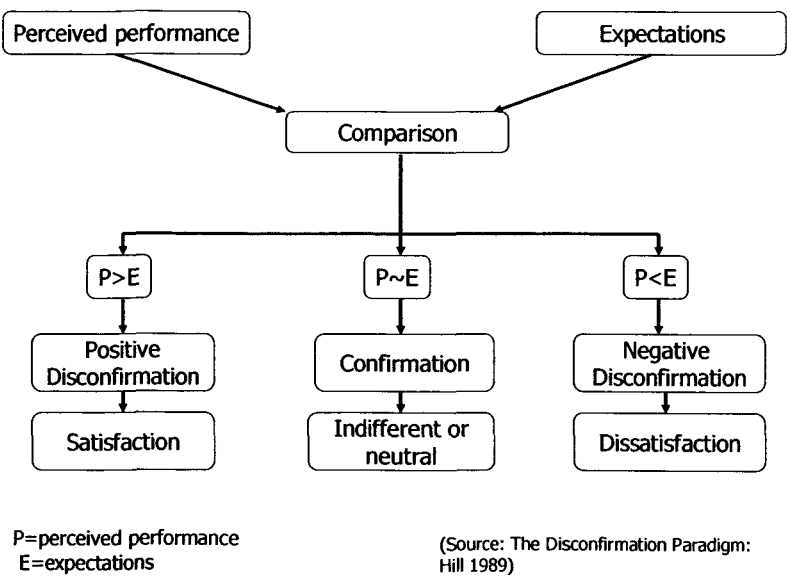 Perceived performance
Expectations
Comparison
P>E
P~E
P<E
Positive
Disconfirmation
Confirmation
Negative
Disconfirmation
Satisfaction
Indifferent or
neutral
Dissatisfaction
P=perceived performance
E=expectations
(Source: The Disconfirmation Paradigm:
Hill 1989)